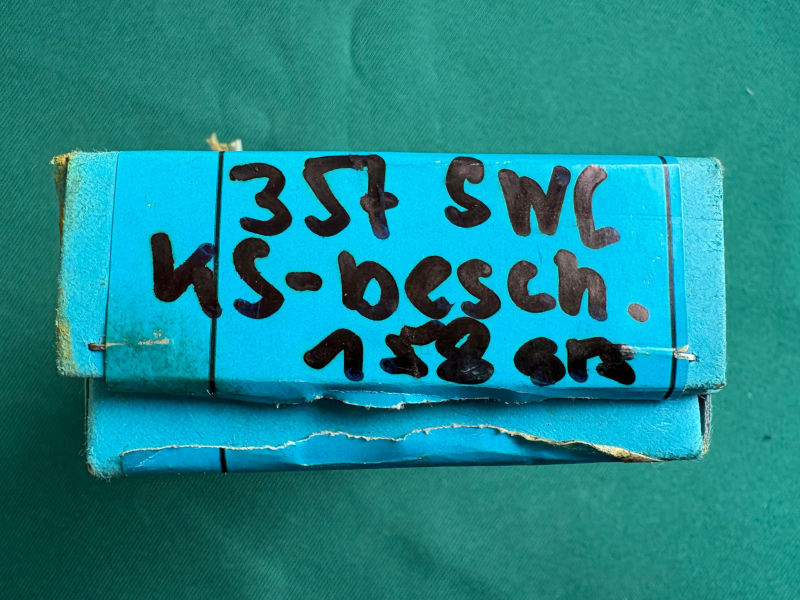 357 SWC
KS-besch.
158 GR